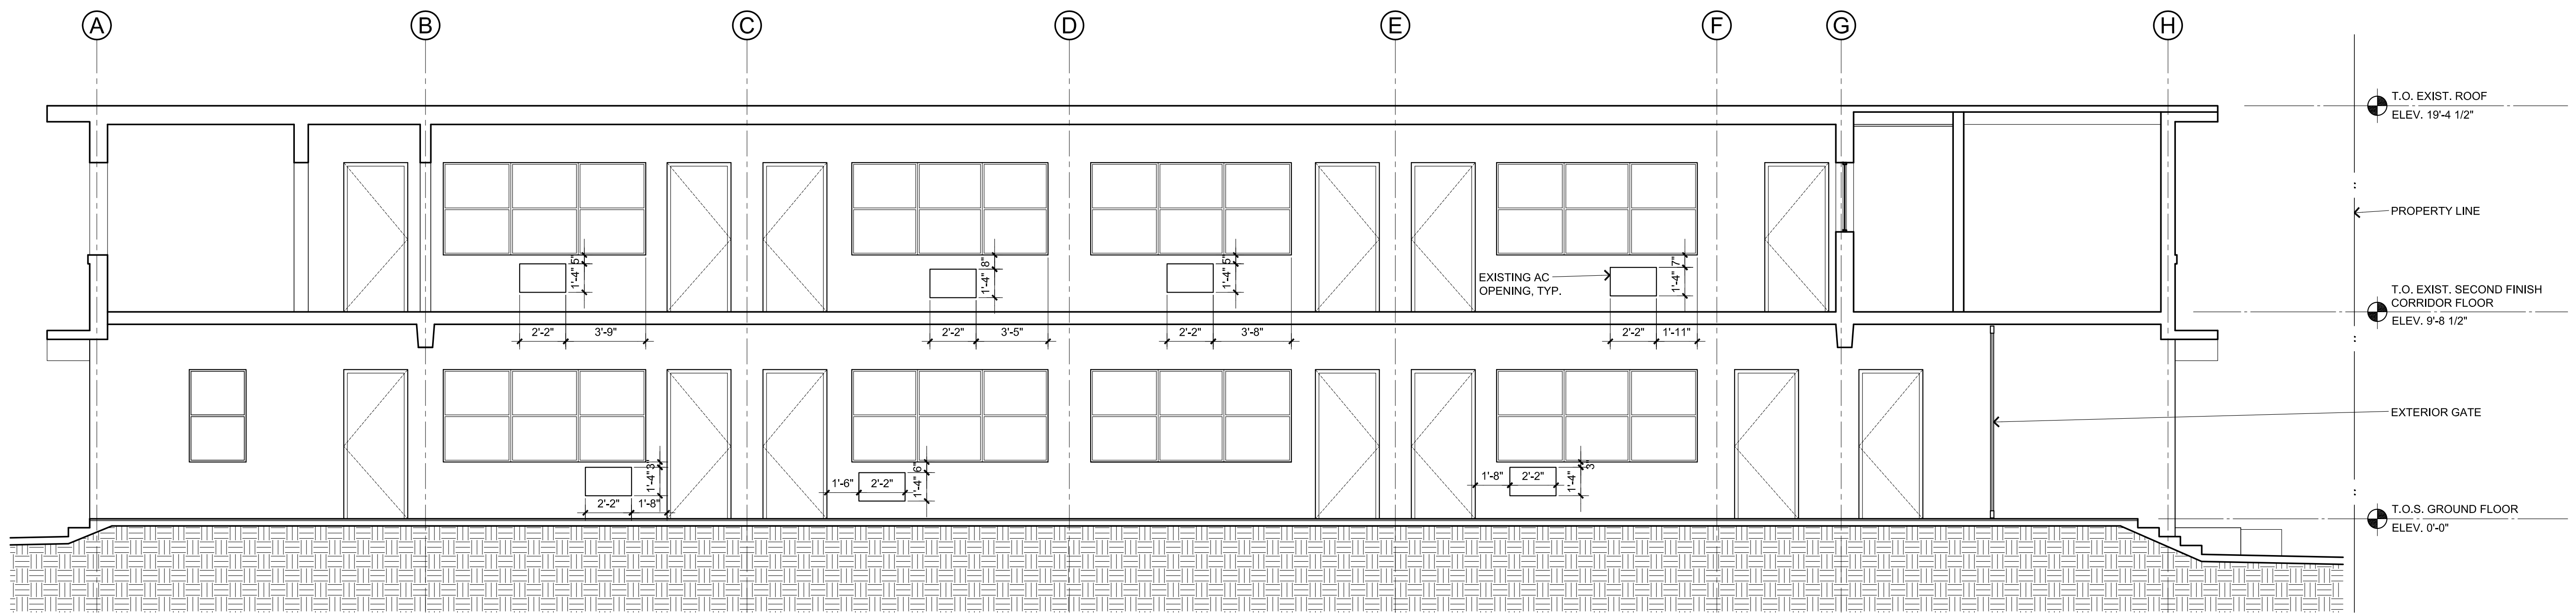 A B C D E F G H
T.O. EXIST. ROOF
ELEV. 19'-4 1/2"
PROPERTY LINE
5"
1'-4"
8"
1'-4"
5"
1'-4"
EXISTING AC
OPENING, TYP.
7"
1'-4"
T.O. EXIST. SECOND FINISH
CORRIDOR FLOOR
ELEV. 9'-8 1/2"
2'-2" 3'-9" 2'-2" 3'-5" 2'-2" 3'-8" 2'-2" 1'-11"
EXTERIOR GATE
3"
1'-4"
2'-2" 1'-8"
6"
1'-6" 2'-2" 1'-4"
3"
1'-8" 2'-2" 1'-4"
T.O.S. GROUND FLOOR
ELEV. 0'-0"